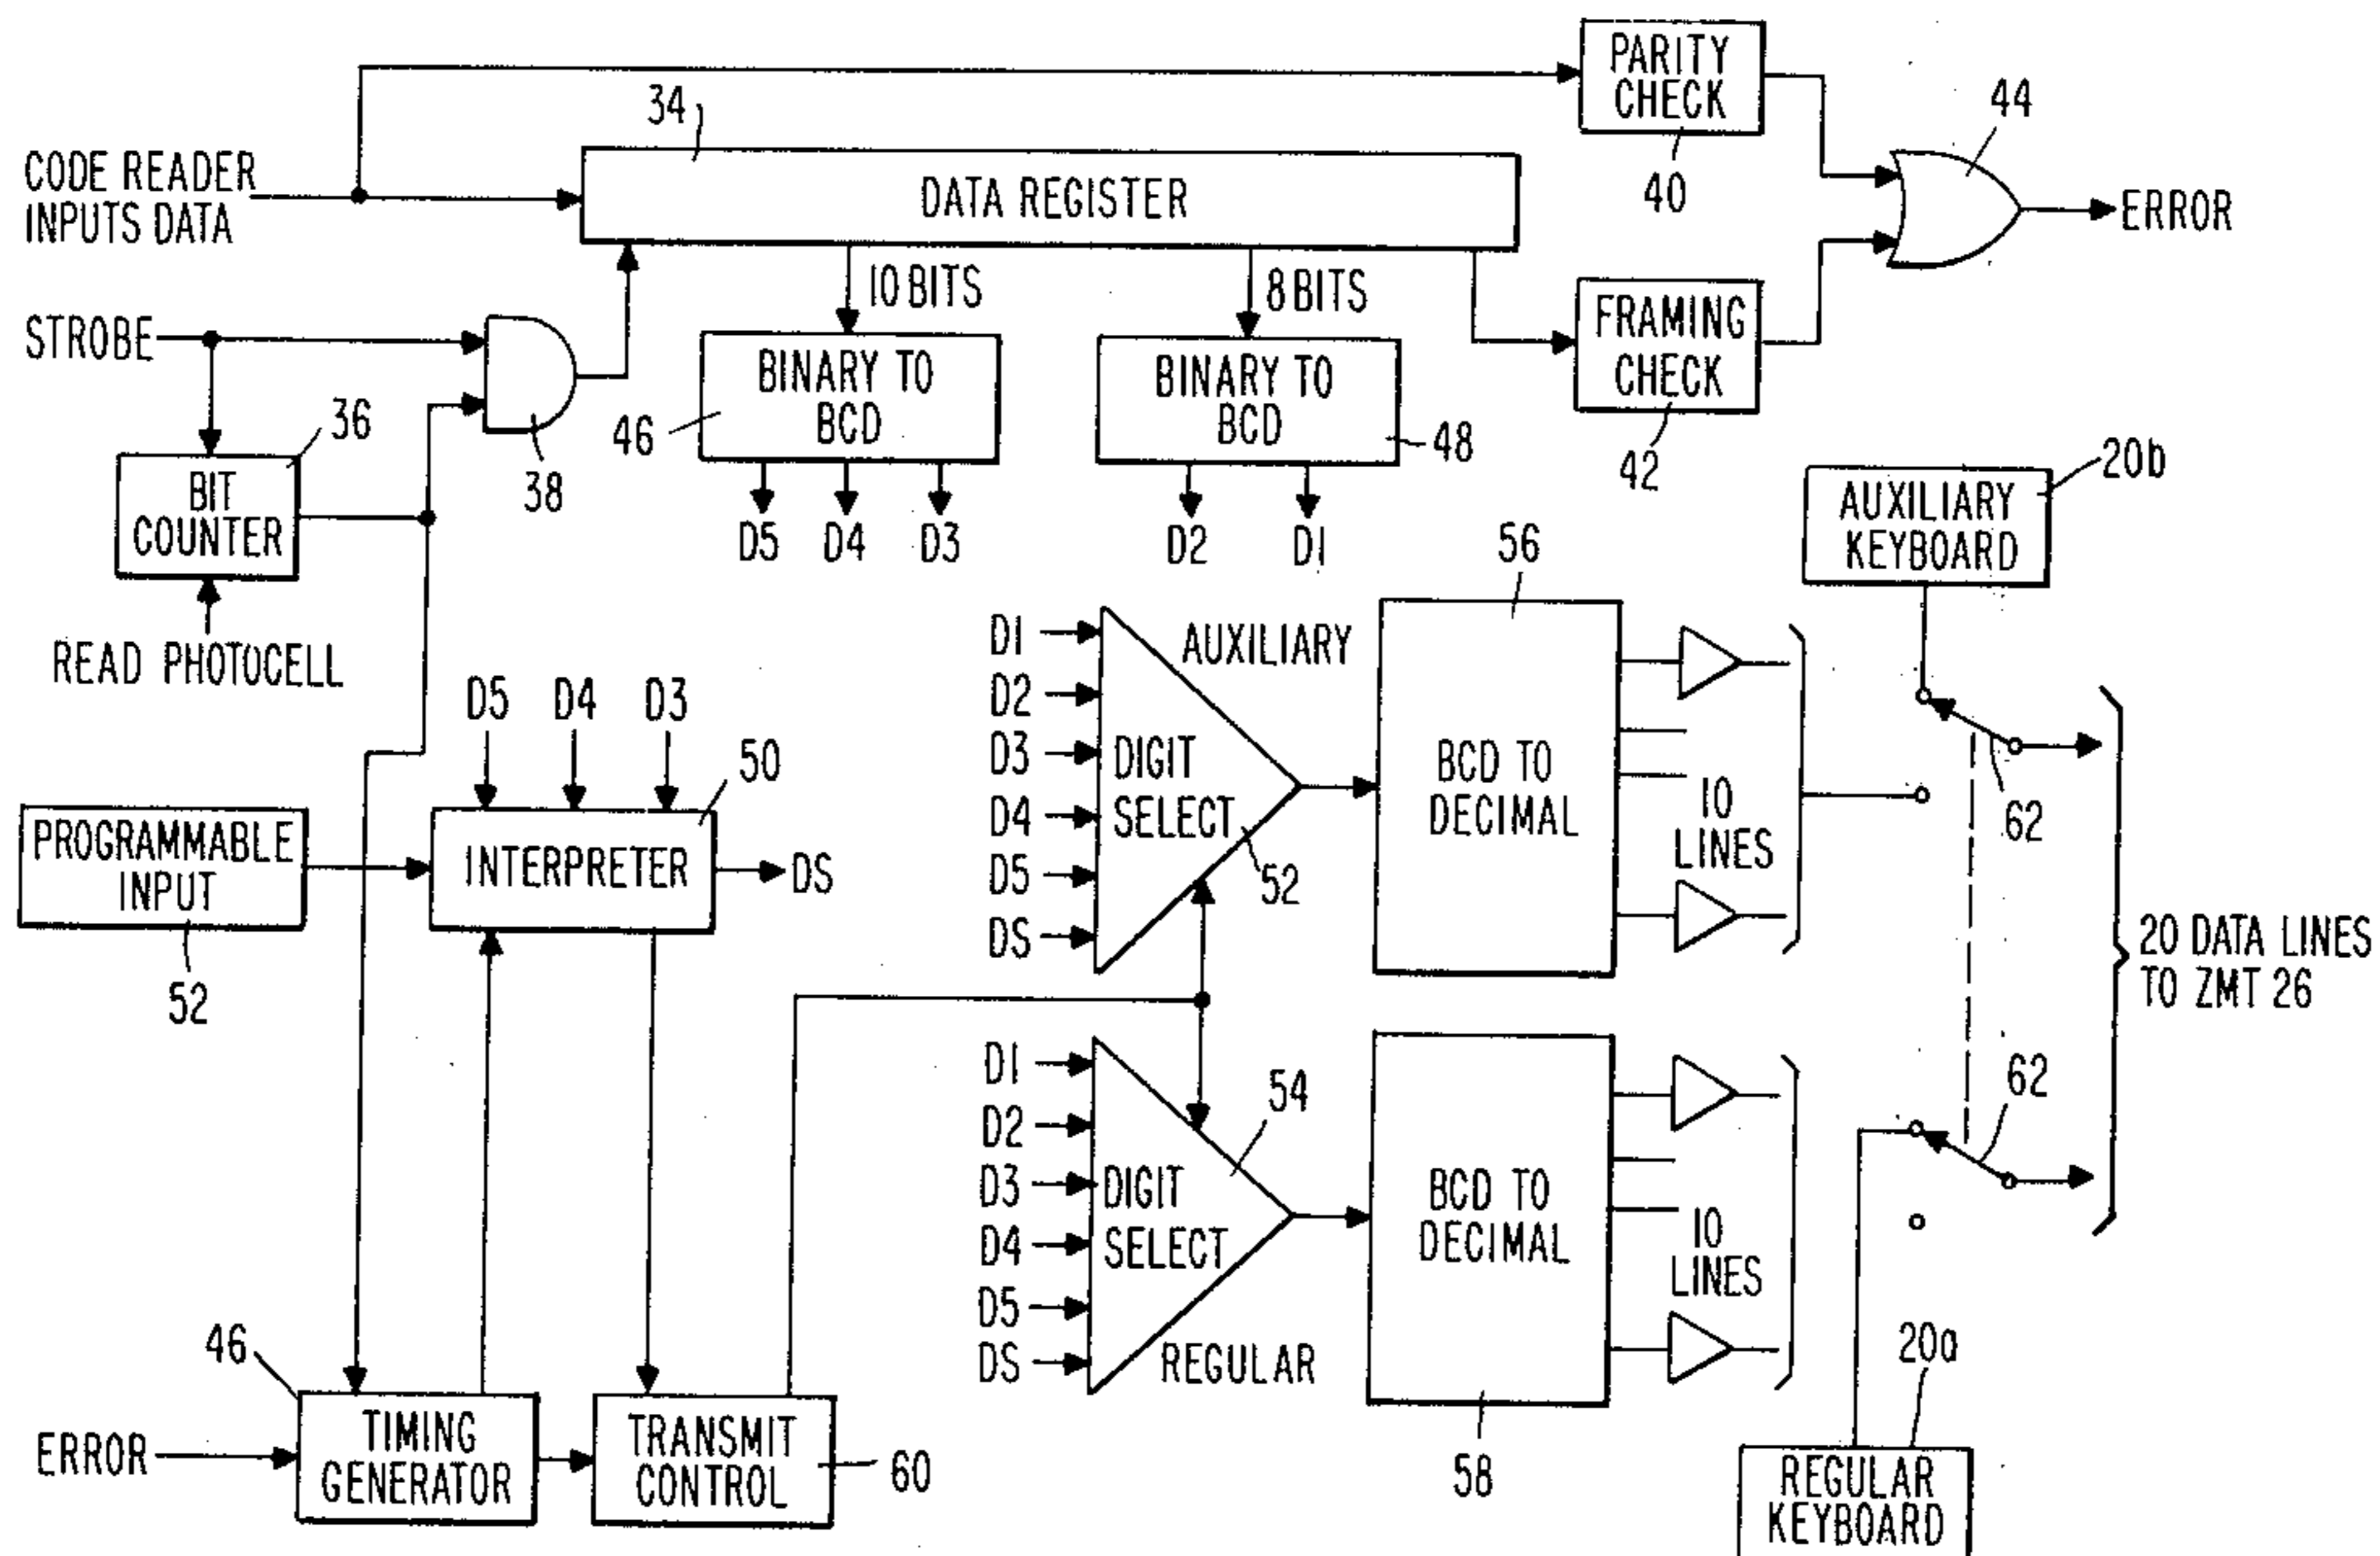 PARITY
CHECK
40
44
ERROR
34
CODE READER
INPUTS DATA
DATA REGISTER
10 BITS
8 BITS
STROBE
38
BINARY TO
BCD
46
BINARY TO
BCD
48
FRAMING
CHECK
42
36
BIT
COUNTER
READ PHOTOCELL
D5 D4 D3
D2 D1
20b
AUXILIARY
KEYBOARD
56
D1
D2
D3
D4
D5
DS
AUXILIARY
DIGIT
SELECT
52
BCD TO
DECIMAL
10
LINES
62
D5 D4 D3
50
PROGRAMMABLE
INPUT
52
INTERPRETER
DS
20 DATA LINES
TO ZMT 26
D1
D2
D3
D4
D5
DS
54
DIGIT
SELECT
REGULAR
BCD TO
DECIMAL
58
10
LINES
62
20a
REGULAR
KEYBOARD
46
ERROR
TIMING
GENERATOR
TRANSMIT
CONTROL
60